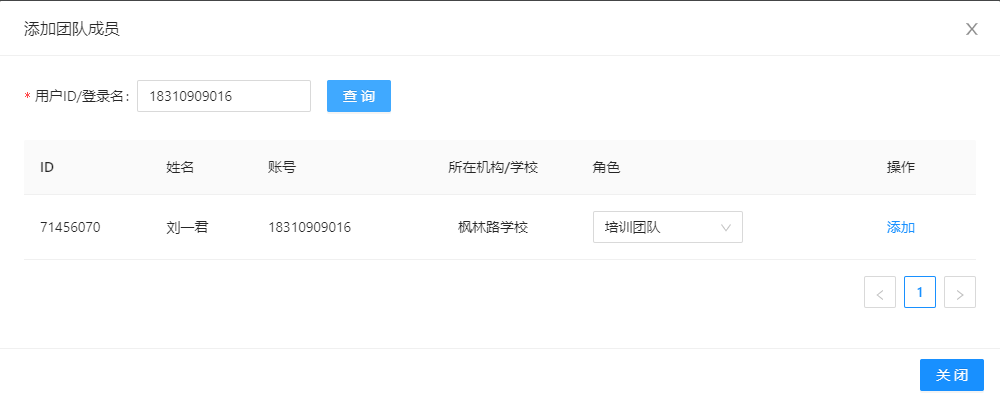 添加团队成员
* 用户ID/登录名: 18310909016 查 询
ID 姓名 账号 所在机构/学校 角色 操作
71456070 刘一君 18310909016 枫林路学校 培训团队 添加
< 1 >
关 闭